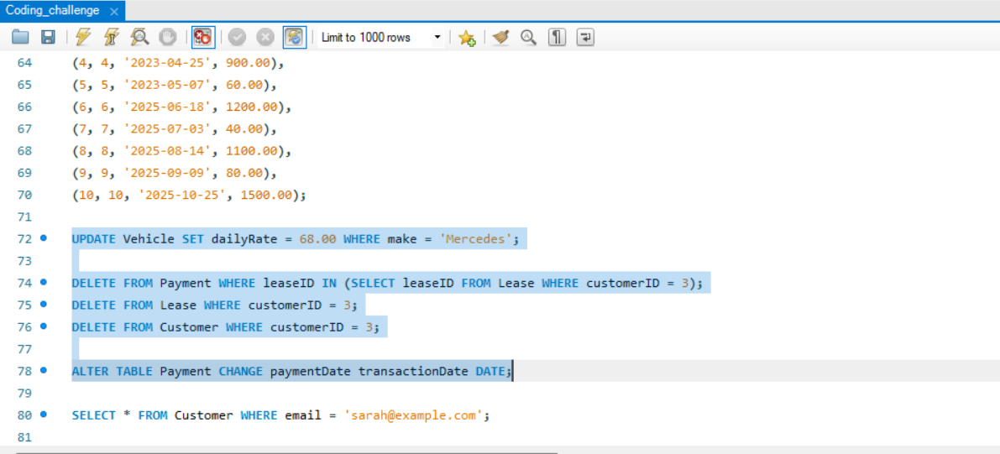 Coding_challenge ×
Limit to 1000 rows
64 (4, 4, '2023-04-25', 900.00),
65 (5, 5, '2023-05-07', 60.00),
66 (6, 6, '2025-06-18', 1200.00),
67 (7, 7, '2025-07-03', 40.00),
68 (8, 8, '2025-08-14', 1100.00),
69 (9, 9, '2025-09-09', 80.00),
70 (10, 10, '2025-10-25', 1500.00);
71
72 UPDATE Vehicle SET dailyRate = 68.00 WHERE make = 'Mercedes';
73
74 DELETE FROM Payment WHERE leaseID IN (SELECT leaseID FROM Lease WHERE customerID = 3);
75 DELETE FROM Lease WHERE customerID = 3;
76 DELETE FROM Customer WHERE customerID = 3;
77
78 ALTER TABLE Payment CHANGE paymentDate transactionDate DATE;
79
80 SELECT * FROM Customer WHERE email = 'sarah@example.com';
81